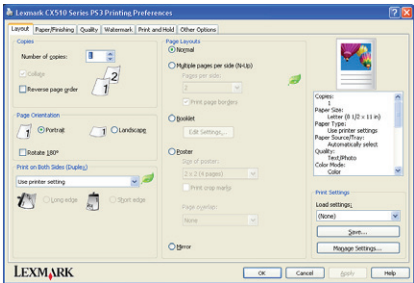 Lexmark CX510 Series PS3 Printing Preferences
Layout Paper/Finishing Quality Watermark Print and Hold Other Options
Copies
Number of copies: 1
Collate
Reverse page order
1 2
Page Orientation
1 Portrait 1 Landscape
Rotate 180°
Print on Both Sides (Duplex)
Use printer setting
Long edge Short edge
Page Layouts
Normal
Multiple pages per side (N-Up)
Pages per side:
2
Print page borders
Booklet
Edit Settings...
Poster
Size of poster:
2 x 2 (4 pages)
Print crop marks
Page overlap:
None
Mirror
Copies:
1
Paper Size:
Letter (8 1/2 x 11 in)
Paper Type:
Use printer settings
Paper Source/Tray:
Automatically select
Quality:
Text/Photo
Color Mode:
Color
Print Settings
Load settings:
(None)
Save...
Manage Settings...
LEXMARK
OK Cancel Apply Help